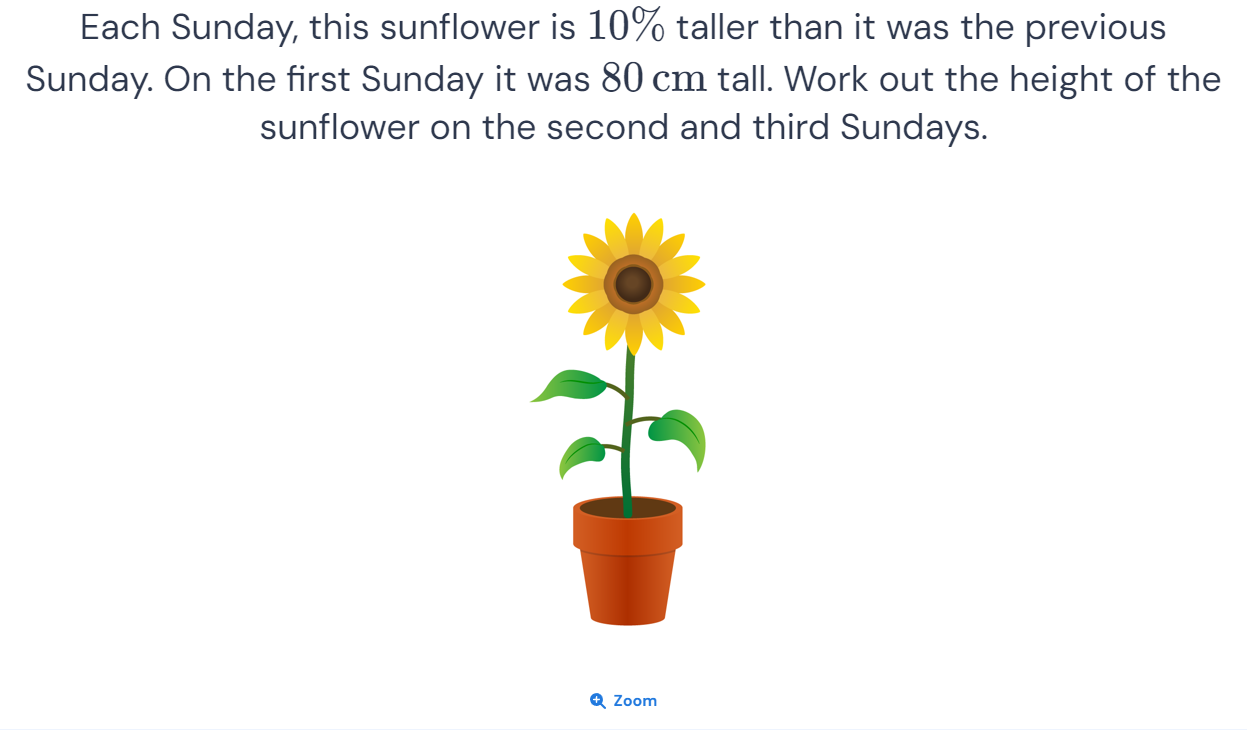 Each Sunday, this sunflower is 10% taller than it was the previous
Sunday. On the first Sunday it was 80 cm tall. Work out the height of the
sunflower on the second and third Sundays.
Zoom